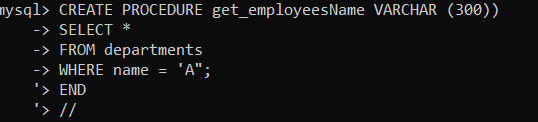 mysql> CREATE PROCEDURE get_employeesName VARCHAR (300))
-> SELECT *
-> FROM departments
-> WHERE name = 'A";
'> END
'> //